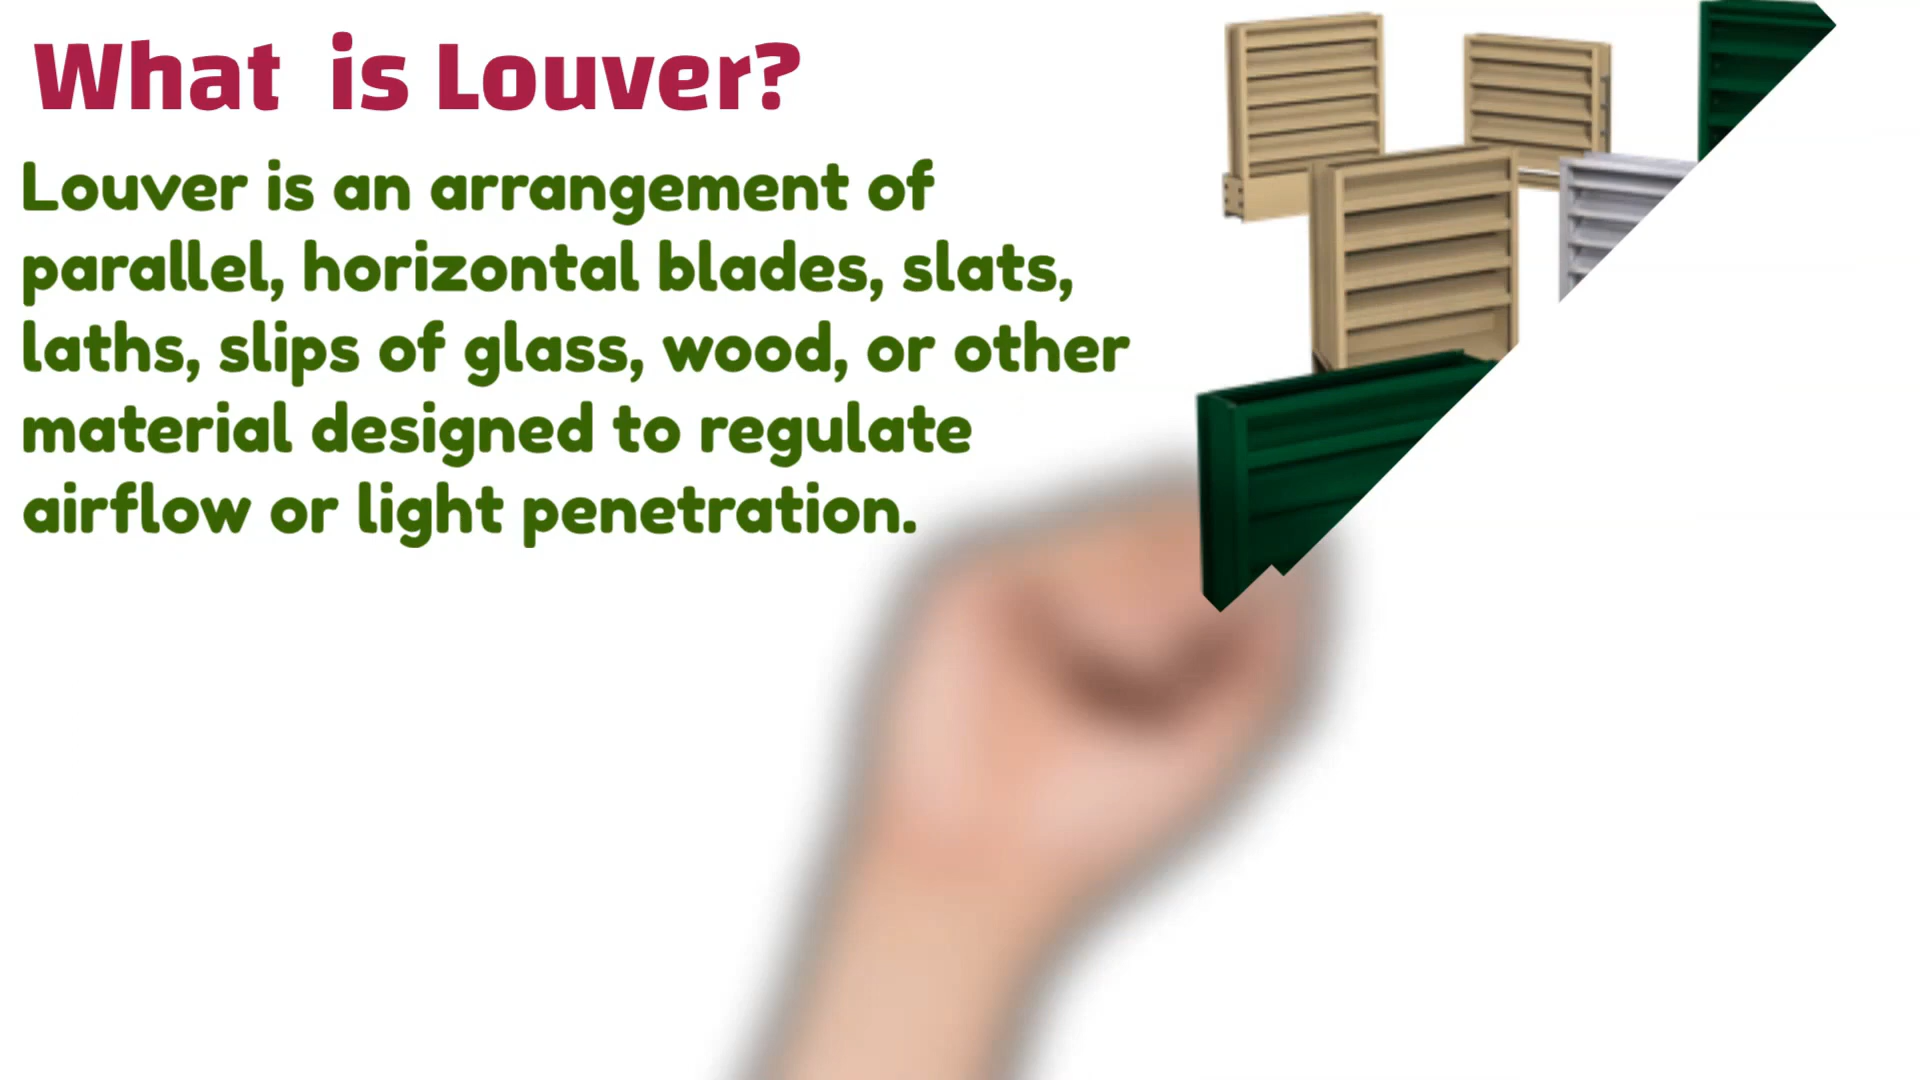 What is Louver?
Louver is an arrangement of
parallel, horizontal blades, slats,
laths, slips of glass, wood, or other
material designed to regulate
airflow or light penetration.